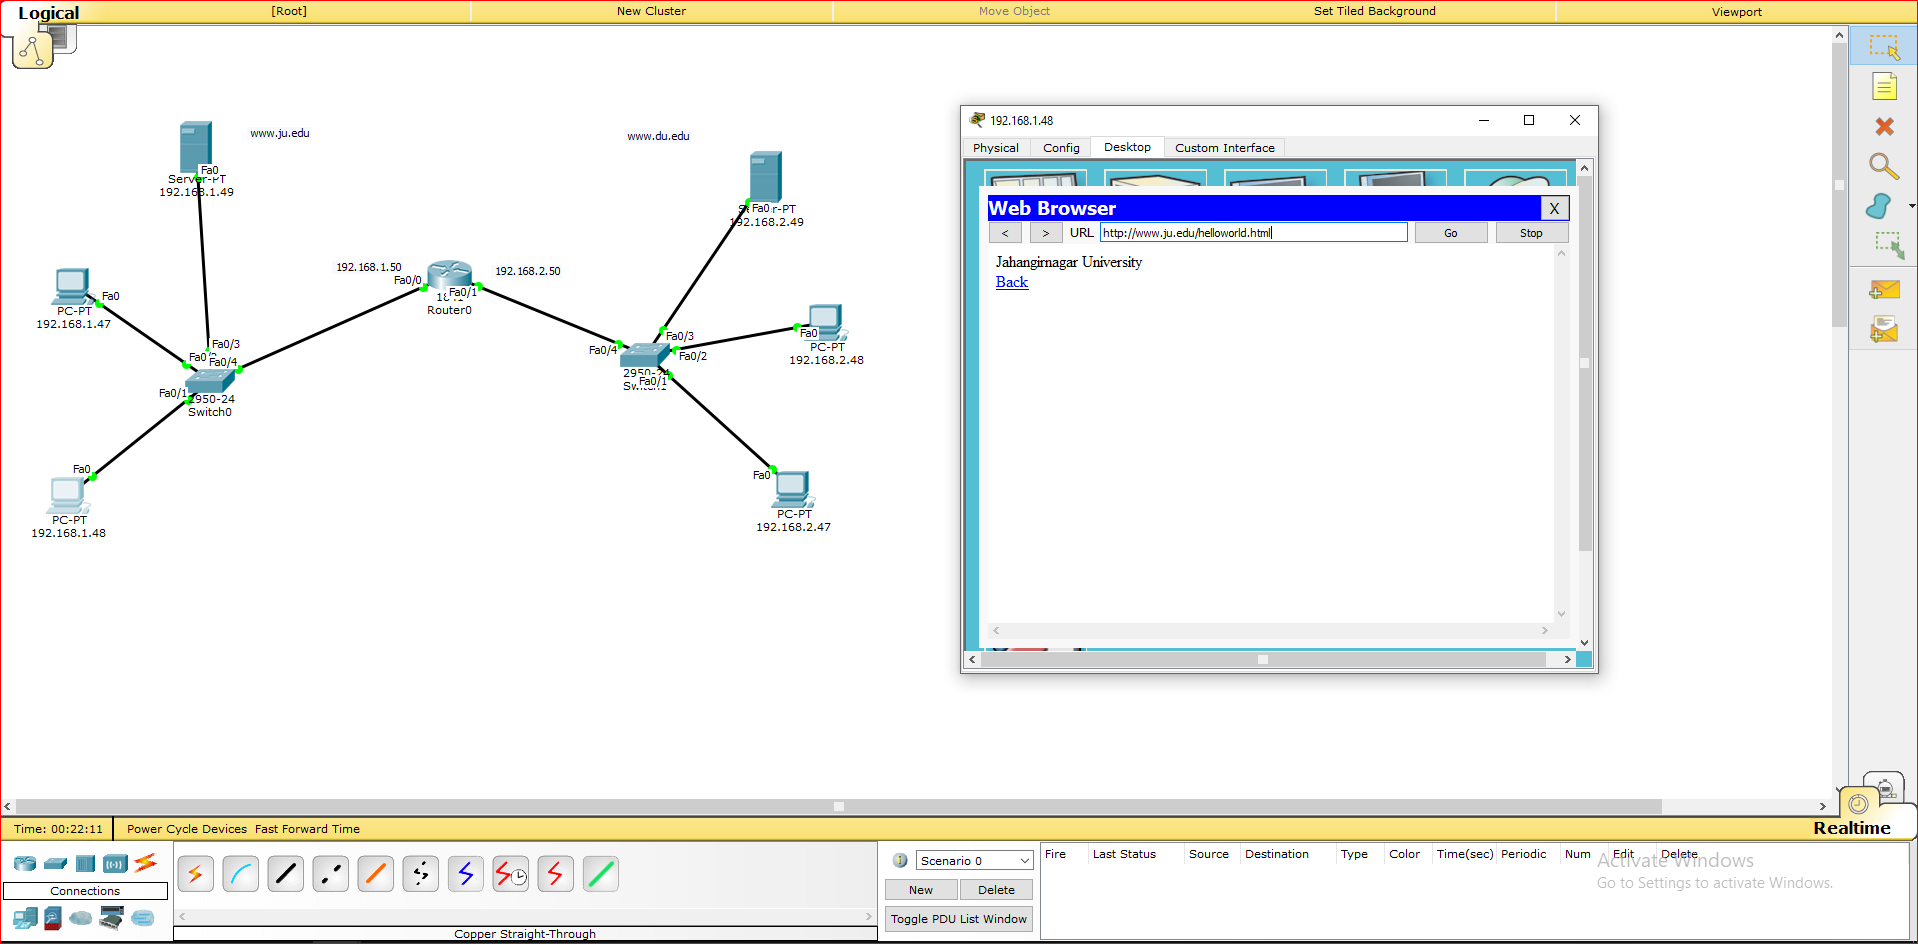 Logical
[Root]
New Cluster
Move Object
Set Tiled Background
Viewport
www.ju.edu
Fa0
Server-PT
192.168.1.49
www.du.edu
Fa0
-PT
192.168.2.49
Fa0
PC-PT
192.168.1.47
192.168.1.50
Fa0/0
192.168.2.50
Fa0/1
Router0
Fa0/3
Fa0/4
Fa0/1
2950-24
Switch0
Fa0
PC-PT
192.168.1.48
Fa0/4
Fa0/3
Fa0/2
2950-24
Fa0/1
Fa0
PC-PT
192.168.2.48
Fa0
PC-PT
192.168.2.47
192.168.1.48
Physical
Config
Desktop
Custom Interface
Web Browser
X
<
>
URL
http://www.ju.edu/helloworld.html
Go
Stop
Jahangirnagar University
Back
Realtime
Time: 00:22:11
Power Cycle Devices Fast Forward Time
Connections
Copper Straight-Through
Scenario 0
New
Delete
Toggle PDU List Window
Fire
Last Status
Source
Destination
Type
Color
Time(sec)
Periodic
Num
Edit
Delete
Activate Windows
Go to Settings to activate Windows.